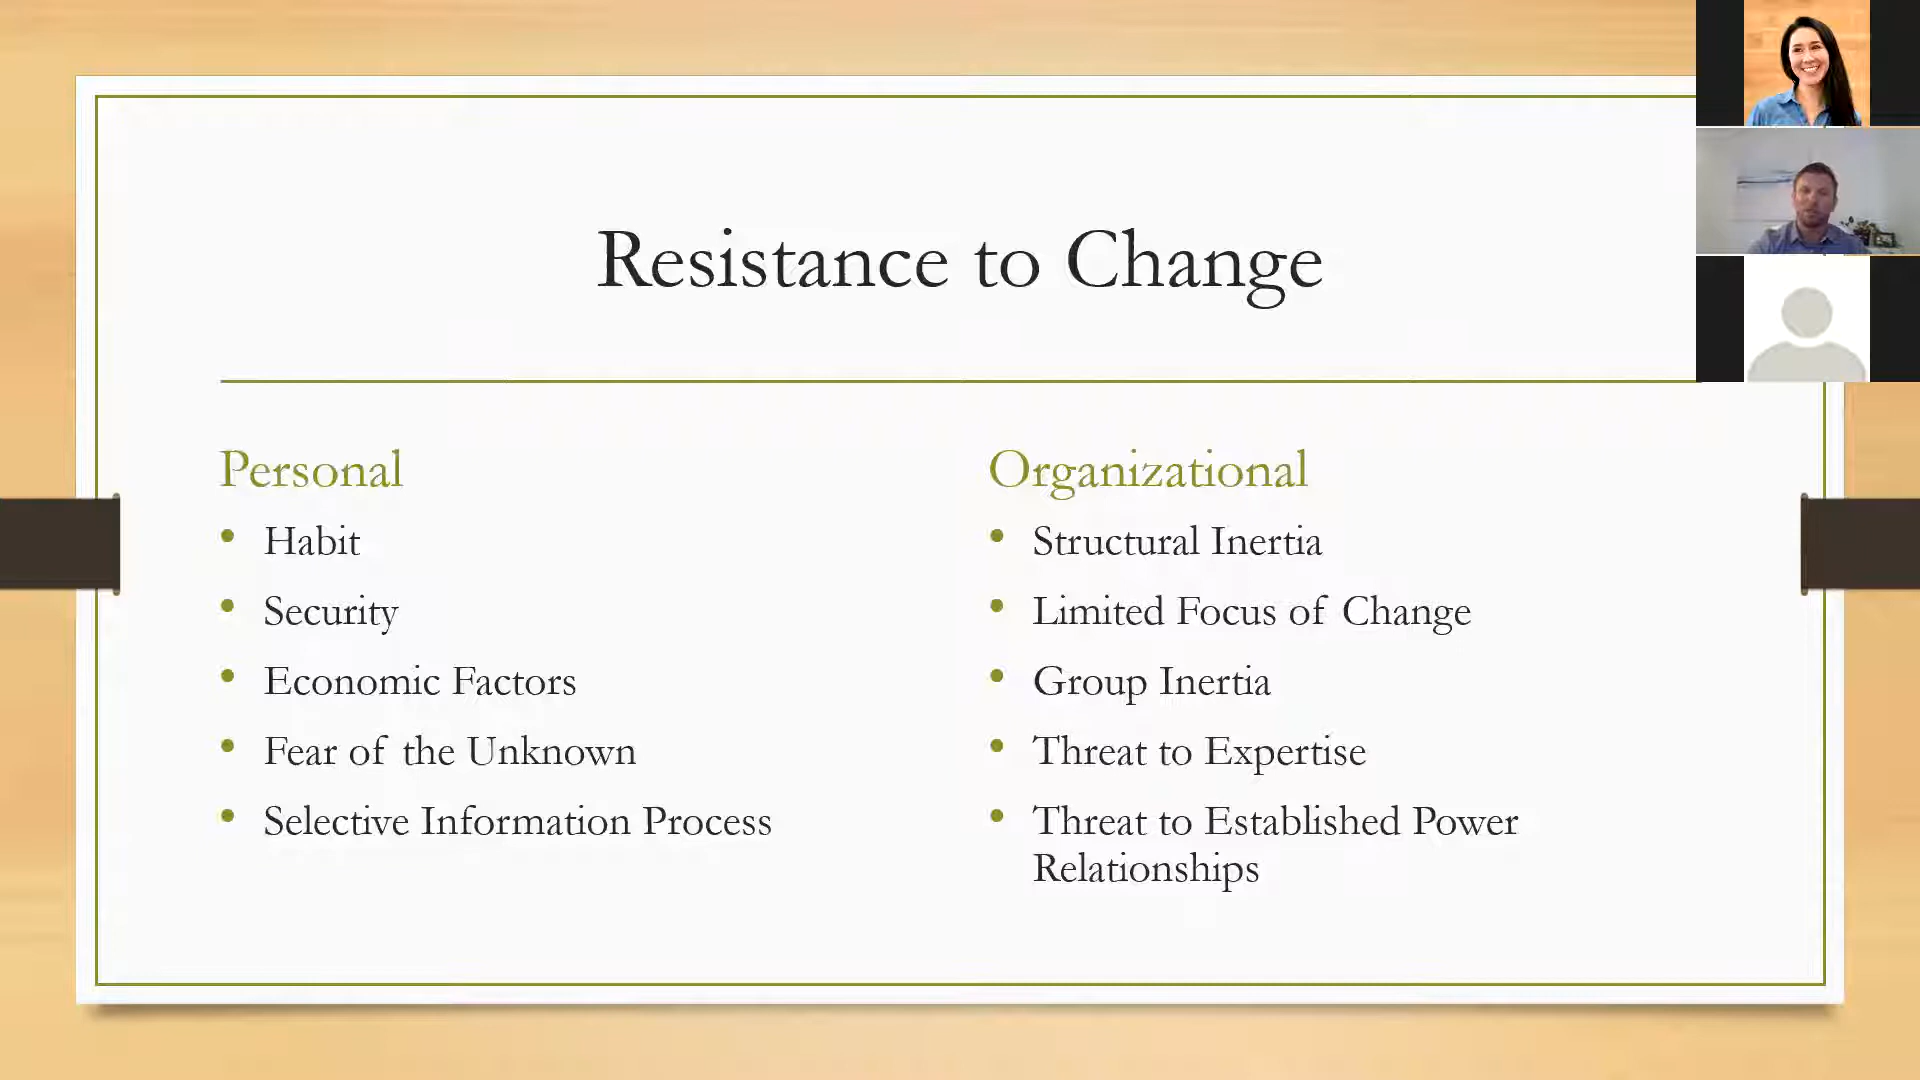 Resistance to Change
Personal
• Habit
• Security
• Economic Factors
• Fear of the Unknown
• Selective Information Process
Organizational
• Structural Inertia
• Limited Focus of Change
• Group Inertia
• Threat to Expertise
• Threat to Established Power
Relationships